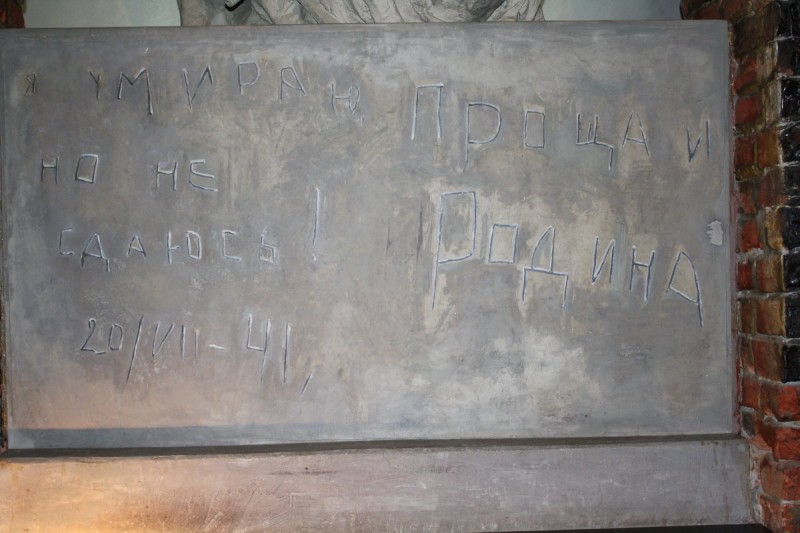 Я УМИРАЮ
НО НЕ
СДАЮСЬ!
20/VII-41,
ПРОЩАИ
РОДИНА